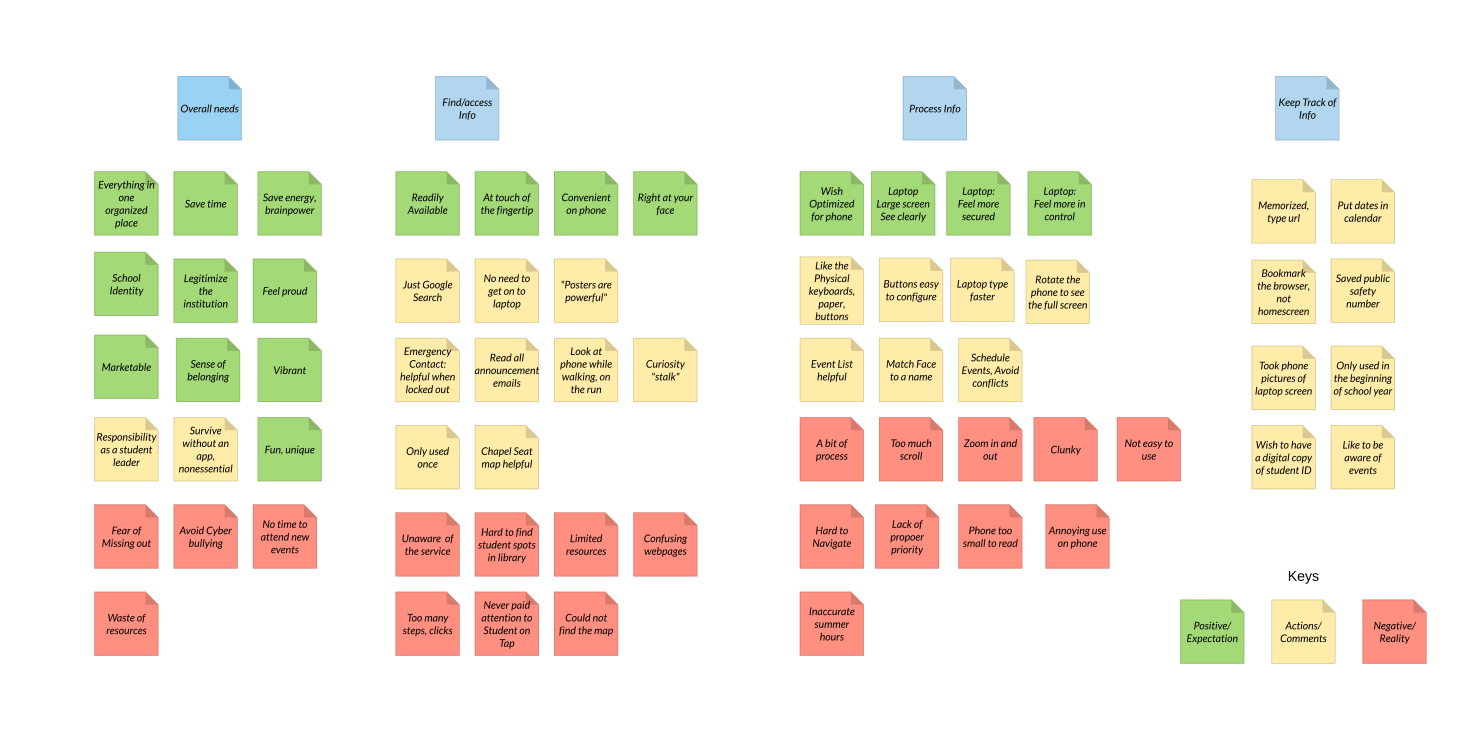 Overall needs
Find/access
Info
Process Info
Keep Track of
Info
Everything in
one
organized
place
Save time
Save energy,
brainpower
School
Identity
Legitimize
the
institution
Feel proud
Marketable
Sense of
belonging
Vibrant
Responsibility
as a student
leader
Survive
without an
app,
nonessential
Fun, unique
Fear of
Missing out
Avoid Cyber
bullying
No time to
attend new
events
Waste of
resources
Readily
Available
At touch of
the fingertip
Convenient
on phone
Right at your
face
Just Google
Search
No need to
get on to
laptop
"Posters are
powerful"
Emergency
Contact:
helpful when
locked out
Read all
announcement
emails
Look at
phone while
walking, on
the run
Curiosity
"stalk"
Only used
once
Chapel Seat
map helpful
Unaware of
the service
Hard to find
student spots
in library
Limited
resources
Confusing
webpages
Too many
steps, clicks
Never paid
attention to
Student on
Tap
Could not
find the map
Wish
Optimized
for phone
Laptop
Large screen
See clearly
Laptop:
Feel more
secured
Laptop:
Feel more in
control
Like the
Physical
keyboards,
paper,
buttons
Buttons easy
to configure
Laptop type
faster
Rotate the
phone to see
the full screen
Event List
helpful
Match Face
to a name
Schedule
Events, Avoid
conflicts
A bit of
process
Too much
scroll
Zoom in and
out
Clunky
Not easy to
use
Hard to
Navigate
Lack of
propoer
priority
Phone too
small to read
Annoying use
on phone
Inaccurate
summer
hours
Memorized,
type url
Put dates in
calendar
Bookmark
the browser,
not
homescreen
Saved public
safety
number
Took phone
pictures of
laptop screen
Only used in
the beginning
of school year
Wish to have
a digital copy
of student ID
Like to be
aware of
events
Keys
Positive/
Expectation
Actions/
Comments
Negative/
Reality